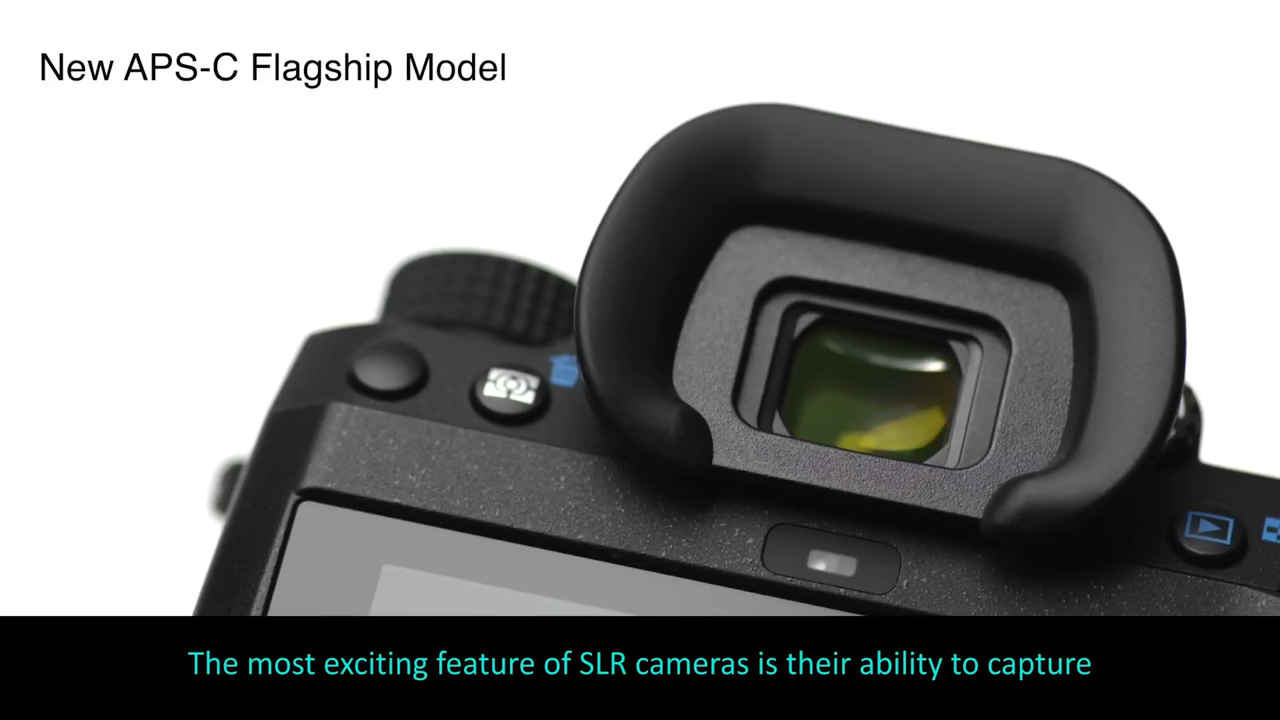 New APS-C Flagship Model
The most exciting feature of SLR cameras is their ability to capture